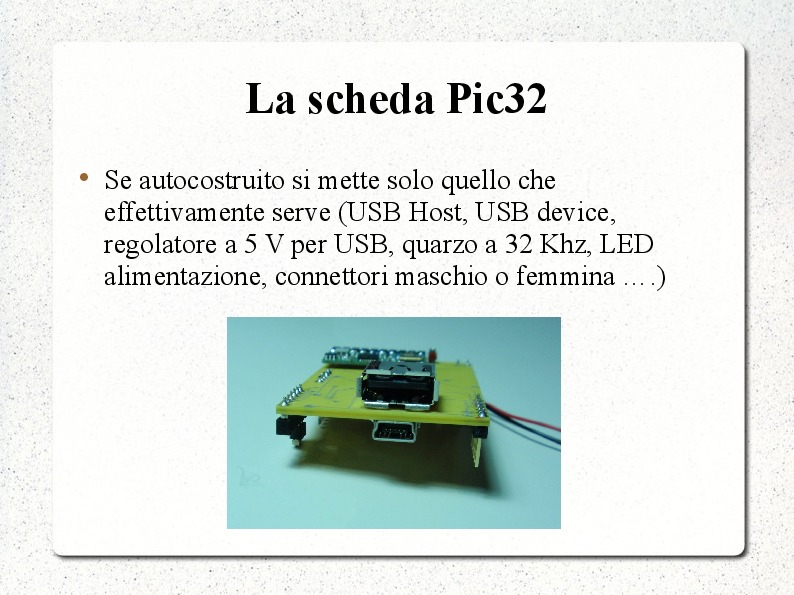 La scheda Pic32
• Se autocostruito si mette solo quello che
effettivamente serve (USB Host, USB device,
regolatore a 5 V per USB, quarzo a 32 Khz, LED
alimentazione, connettori maschio o femmina ….)